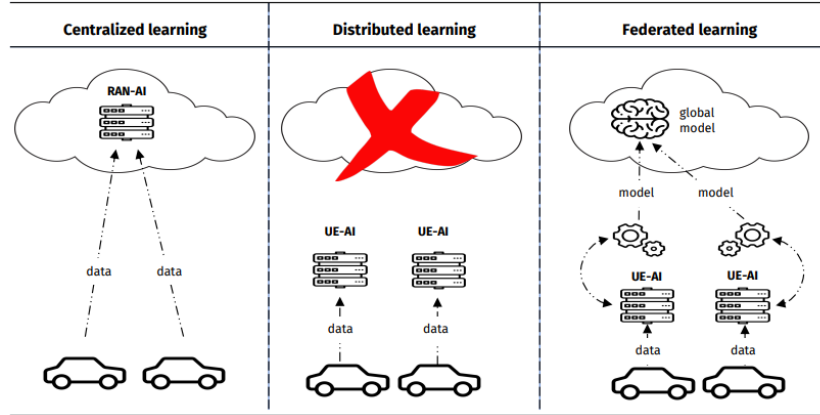 Centralized learning
RAN-AI
data
data
Distributed learning
UE-AI
UE-AI
data
data
Federated learning
global
model
model
model
UE-AI
UE-AI
data
data